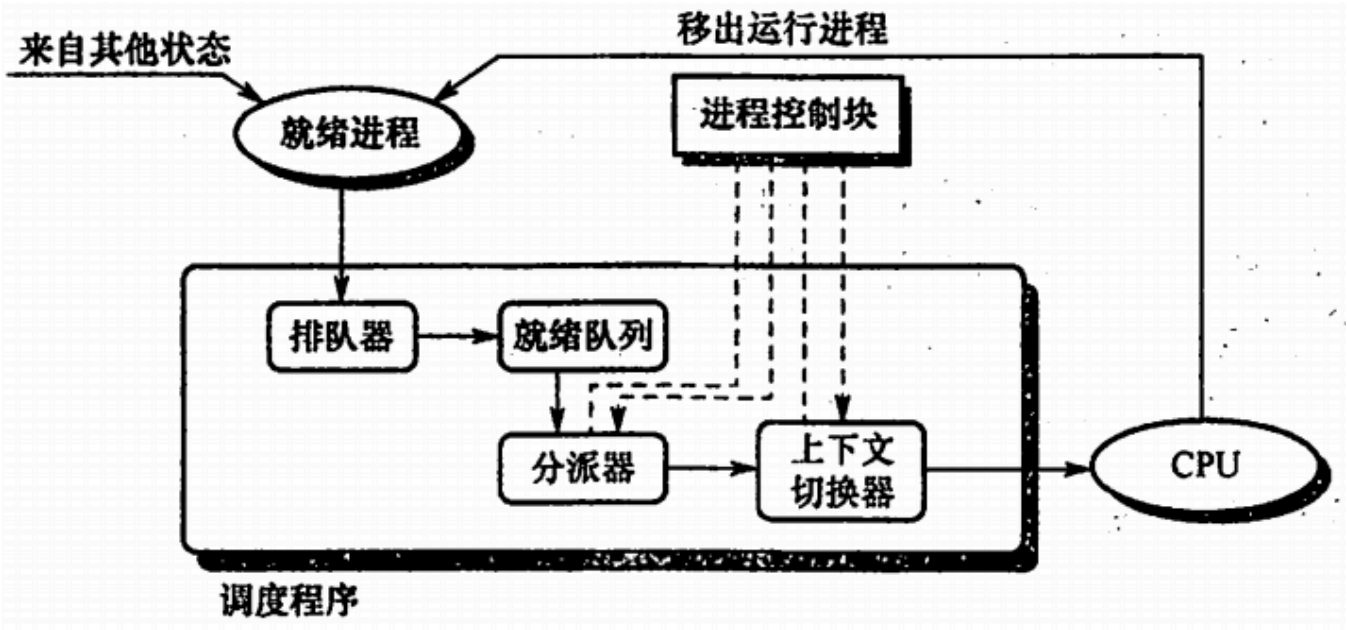 移出运行进程
来自其他状态
进程控制块
就绪进程
排队器
就绪队列
分派器
上下文
切换器
CPU
调度程序